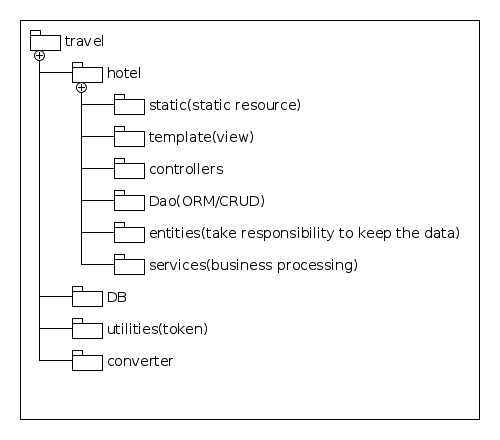 travel
hotel
static(static resource)
template(view)
controllers
Dao(ORM/CRUD)
entities(take responsibility to keep the data)
services(business processing)
DB
utilities(token)
converter